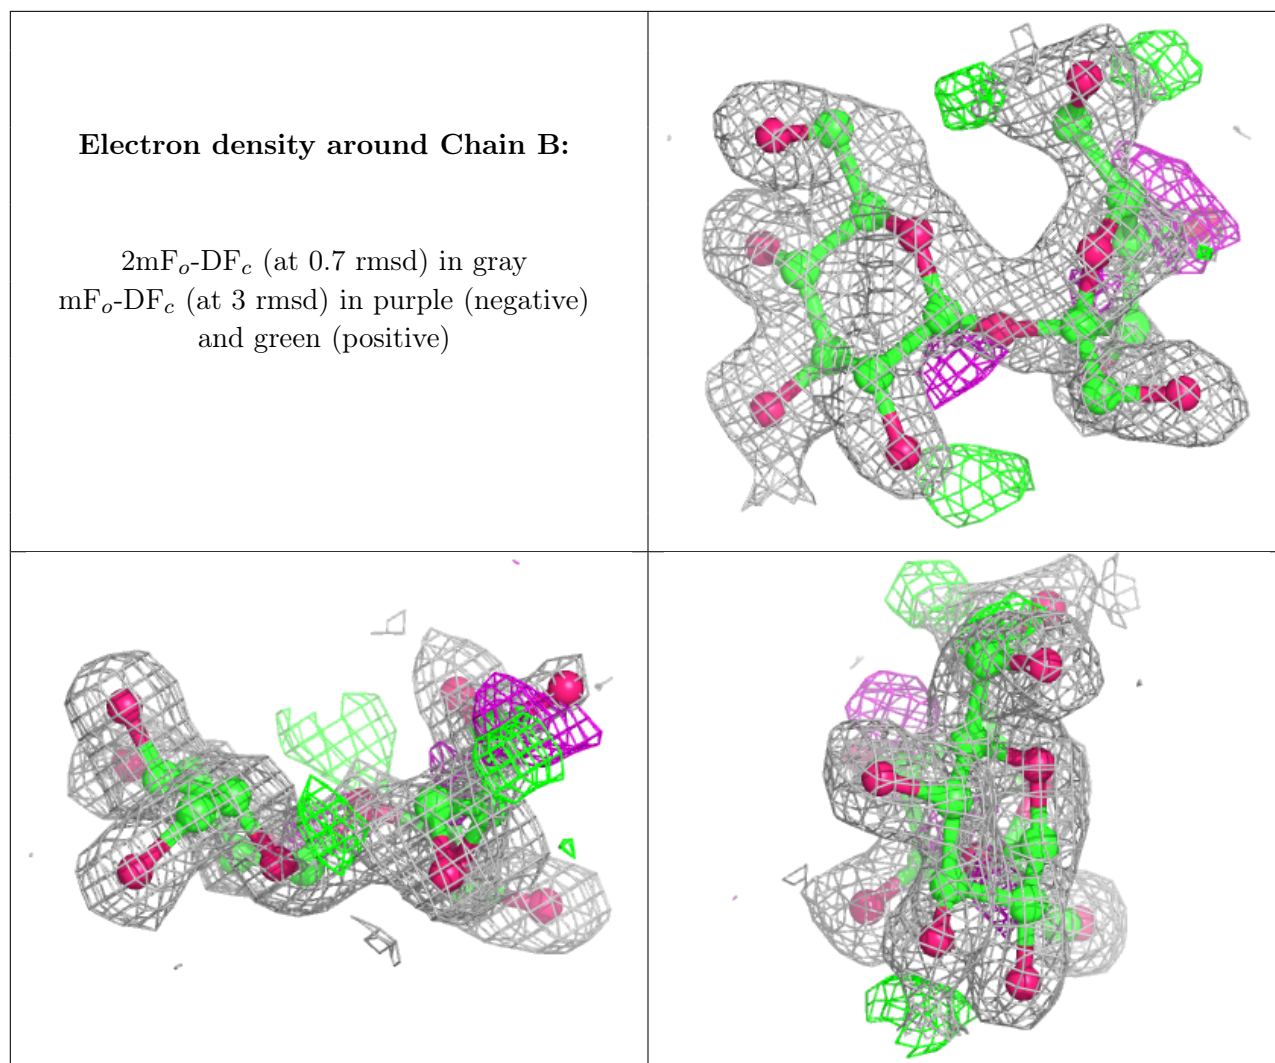 Electron density around Chain B:
2mFo-DFc (at 0.7 rmsd) in gray
mFo-DFc (at 3 rmsd) in purple (negative)
and green (positive)